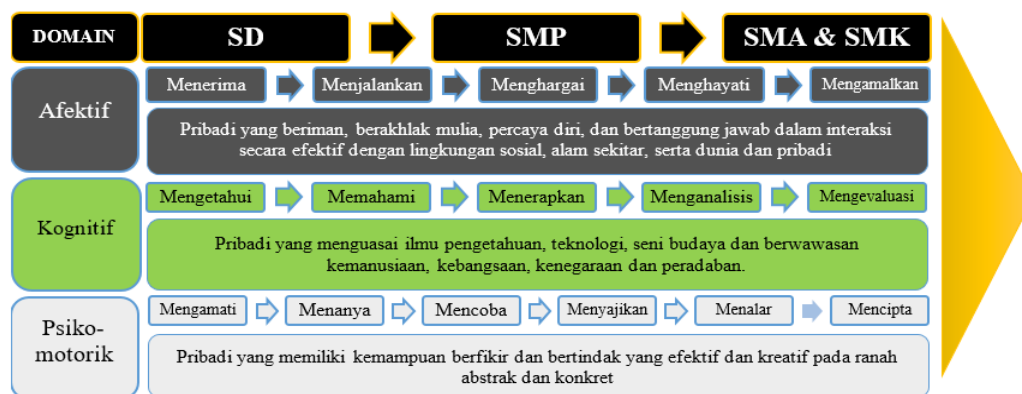 DOMAIN SD SMP SMA & SMK
Afektif
Menerima Menjalankan Menghargai Menghayati Mengamalkan
Pribadi yang beriman, berakhlak mulia, percaya diri, dan bertanggung jawab dalam interaksi
secara efektif dengan lingkungan sosial, alam sekitar, serta dunia dan pribadi
Kognitif
Mengetahui Memahami Menerapkan Menganalisis Mengevaluasi
Pribadi yang menguasai ilmu pengetahuan, teknologi, seni budaya dan berwawasan
kemanusiaan, kebangsaan, kenegaraan dan peradaban.
Psiko-
motorik
Mengamati Menanya Mencoba Menyajikan Menalar Mencipta
Pribadi yang memiliki kemampuan berfikir dan bertindak yang efektif dan kreatif pada ranah
abstrak dan konkret